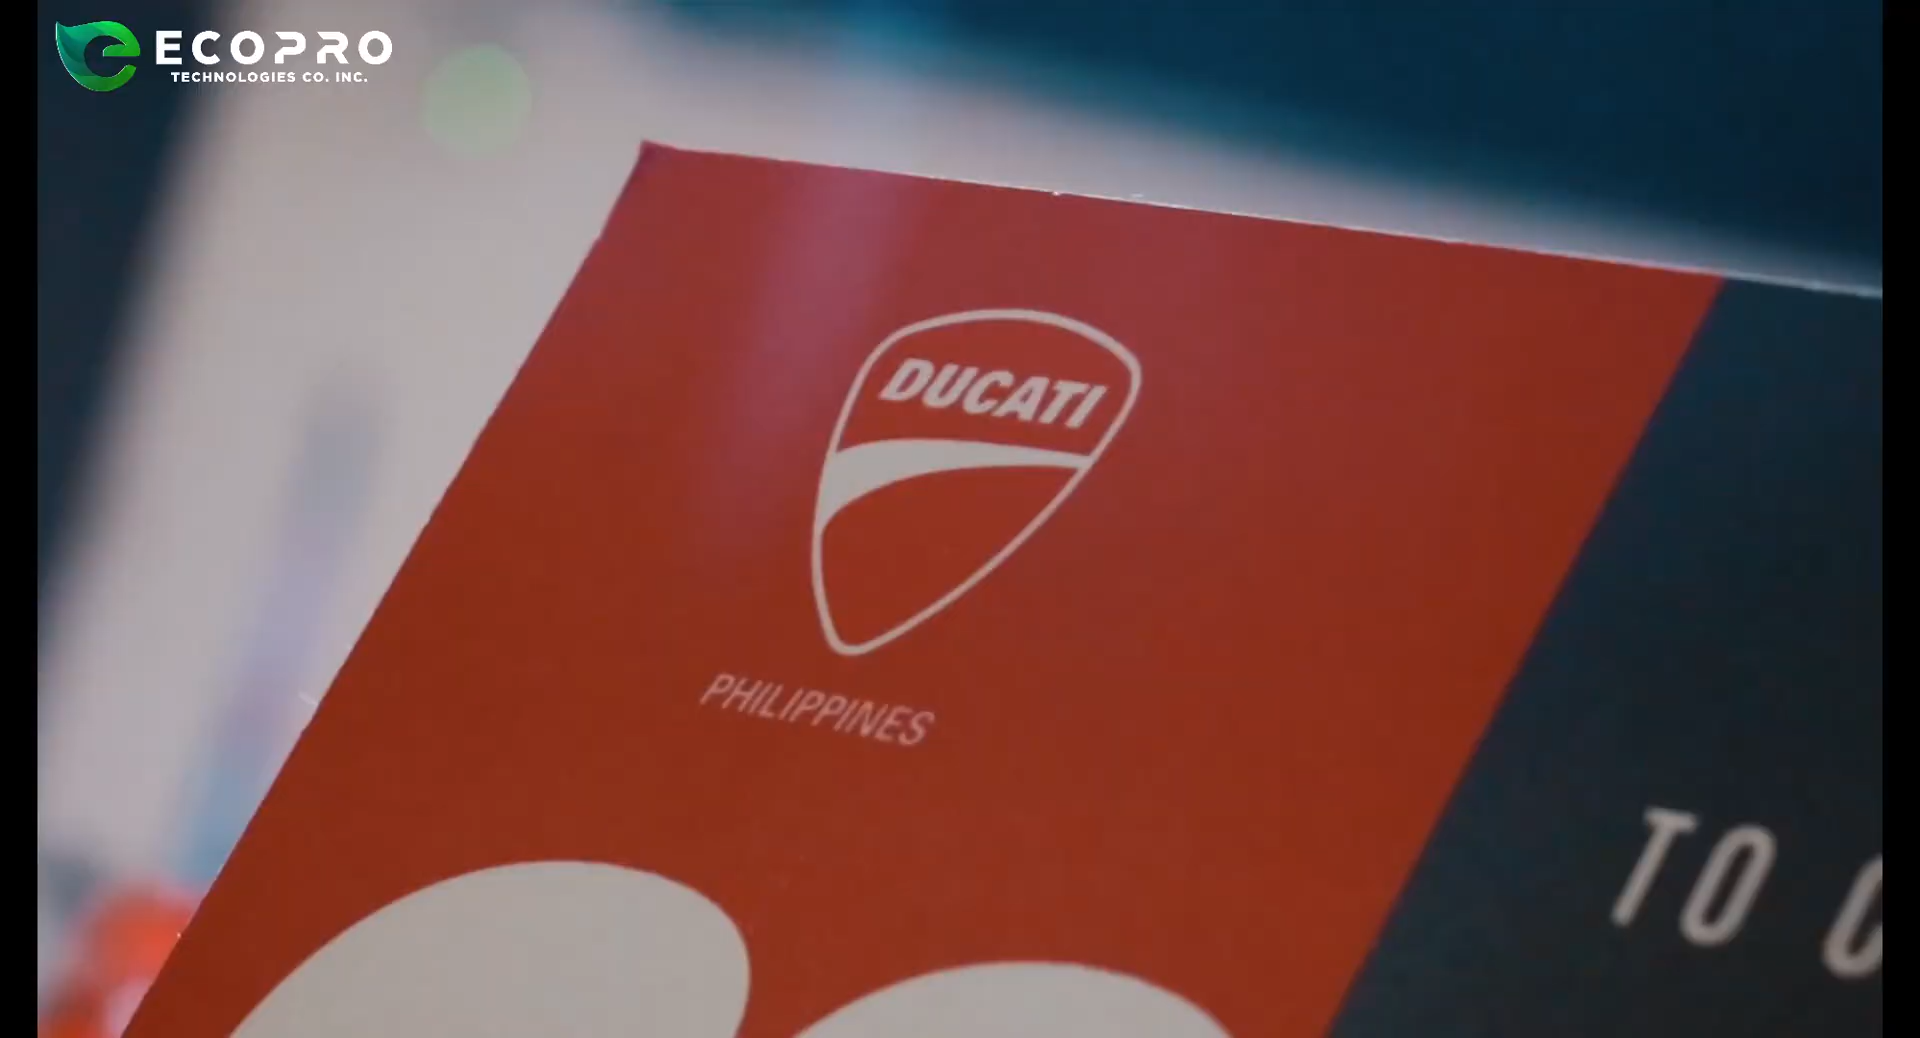 ECOPRO
TECHNOLOGIES CO. INC.
DUCATI
PHILIPPINES
TO